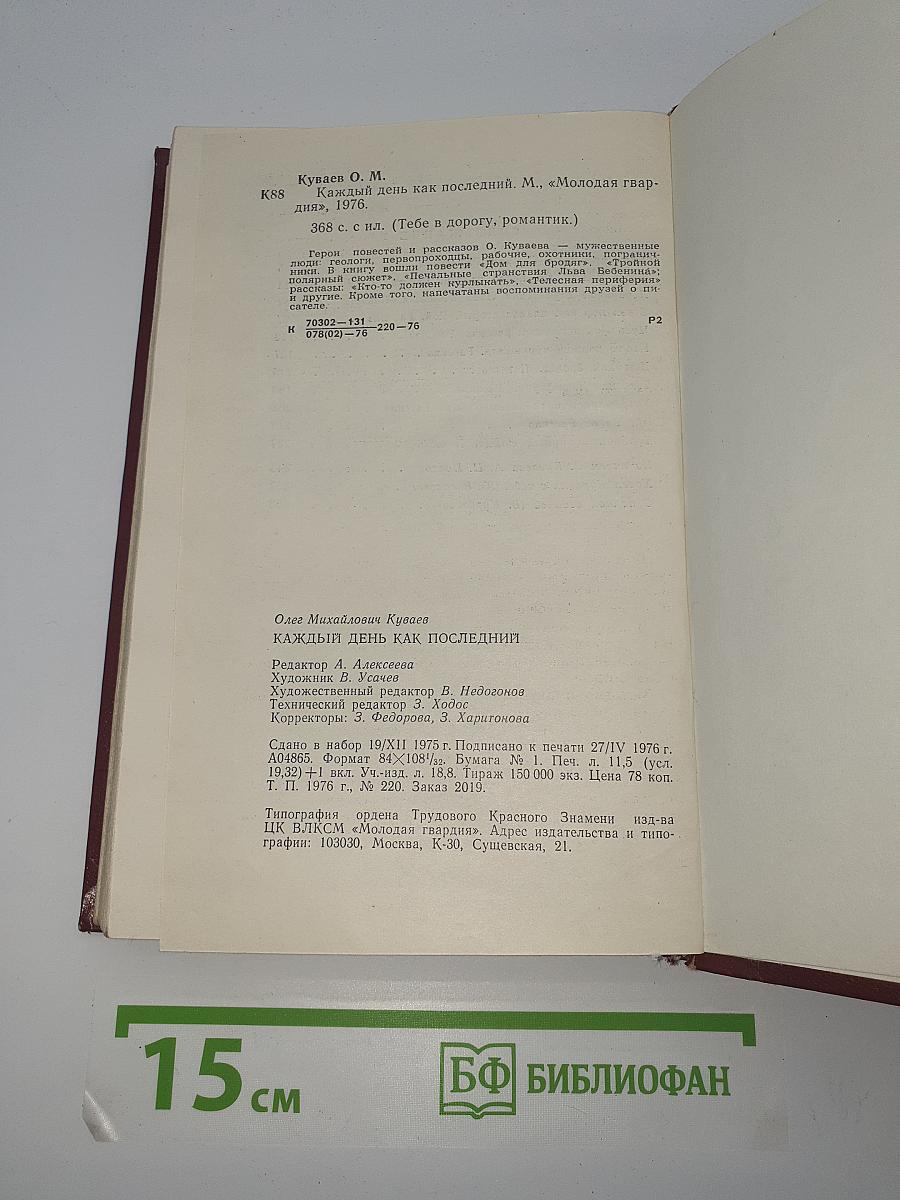 Куваев О. М.
К88 Каждый день как последний. М., «Молодая гвар-
дия», 1976.
368 с. с ил. (Тебе в дорогу, романтик.)
Герои повестей и рассказов О. Куваева — мужественные
люди: геологи, первопроходцы, рабочие, охотники, погранич-
ники. В книгу вошли повести «Дом для бродяг», «Тройной
полярный сюжет», «Печальные странствия Льва Бебенина»;
рассказы: «Кто-то должен курлыкать», «Телесная периферия»
и другие. Кроме того, напечатаны воспоминания друзей о пи-
сателе.
К 70302—131
078(02)—76 220—76 Р2
Олег Михайлович Куваев
КАЖДЫЙ ДЕНЬ КАК ПОСЛЕДНИЙ
Редактор А. Алексеева
Художник В. Усачев
Художественный редактор В. Недогонов
Технический редактор З. Ходос
Корректоры: З. Федорова, З. Харитонова
Сдано в набор 19/XII 1975 г. Подписано к печати 27/IV 1976 г.
А04865. Формат 84×108¹/₃₂. Бумага № 1. Печ. л. 11,5 (усл.
19,32)+1 вкл. Уч.-изд. л. 18,8. Тираж 150 000 экз. Цена 78 коп.
Т. П. 1976 г., № 220. Заказ 2019.
Типография ордена Трудового Красного Знамени изд-ва
ЦК ВЛКСМ «Молодая гвардия». Адрес издательства и типо-
графии: 103030, Москва, К-30, Сущевская, 21.
15 см БФ БИБЛИОФАН